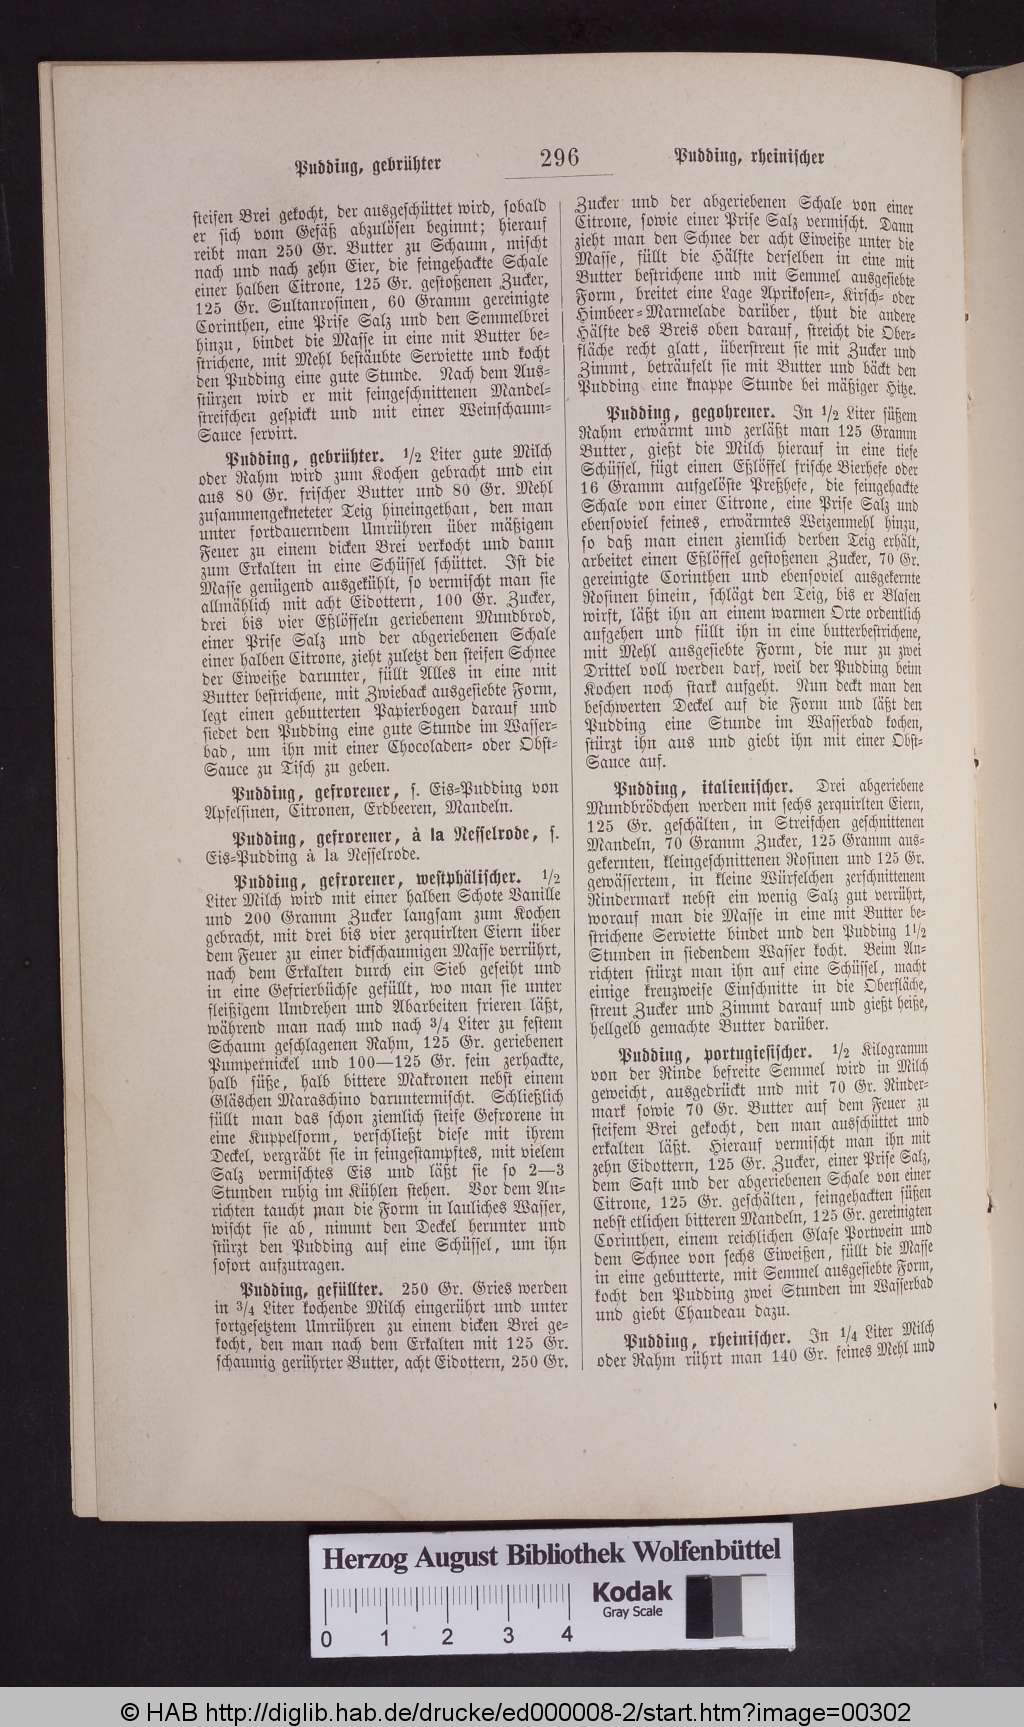 Pudding, gebrühter
296
Pudding, rheinischer
steifen Brei gekocht, der ausgeschüttet wird, sobald
er sich vom Gefäß abzulösen beginnt; hierauf
reibt man 250 Gr. Butter zu Schaum, mischt
nach und nach zehn Eier, die feingehackte Schale
einer halben Citrone, 125 Gr. gestoßenen Zucker,
125 Gr. Sultanrosinen, 60 Gramm gereinigte
Corinthen, eine Prise Salz und den Semmelbrei
hinzu, bindet die Masse in eine mit Butter be-
strichene, mit Mehl bestäubte Serviette und kocht
den Pudding eine gute Stunde. Nach dem Aus-
stürzen wird er mit feingeschnittenen Mandel-
streifchen gespickt und mit einer Weinschaum-
Sauce servirt.
Pudding, gebrühter. 1/2 Liter gute Milch
oder Rahm wird zum Kochen gebracht und ein
aus 80 Gr. frischer Butter und 80 Gr. Mehl
zusammengekneteter Teig hineingethan, den man
unter fortdauerndem Umrühren über mäßigem
Feuer zu einem dicken Brei verkocht und dann
zum Erkalten in eine Schüssel schüttet. Ist die
Masse genügend ausgekühlt, so vermischt man sie
allmählich mit acht Eidottern, 100 Gr. Zucker,
drei bis vier Eßlöffeln geriebenem Mundbrod,
einer Prise Salz und der abgeriebenen Schale
einer halben Citrone, zieht zuletzt den steifen Schnee
der Eiweiße darunter, füllt Alles in eine mit
Butter bestrichene, mit Zwieback ausgesiebte Form,
legt einen gebutterten Papierbogen darauf und
siedet den Pudding eine gute Stunde im Wasser-
bad, um ihn mit einer Chocoladen- oder Obst-
Sauce zu Tisch zu geben.
Pudding, gefrorener, s. Eis-Pudding von
Apfelsinen, Citronen, Erdbeeren, Mandeln.
Pudding, gefrorener, à la Nesselrode, s.
Eis-Pudding à la Nesselrode.
Pudding, gefrorener, westphälischer. 1/2
Liter Milch wird mit einer halben Schote Vanille
und 200 Gramm Zucker langsam zum Kochen
gebracht, mit drei bis vier zerquirlten Eiern über
dem Feuer zu einer dickschaumigen Masse verrührt,
nach dem Erkalten durch ein Sieb geseiht und
in eine Gefrierbüchse gefüllt, wo man sie unter
fleißigem Umdrehen und Abarbeiten frieren läßt,
während man nach und nach 3/4 Liter zu festem
Schaum geschlagenen Rahm, 125 Gr. geriebenen
Pumpernickel und 100—125 Gr. fein zerhackte,
halb süße, halb bittere Makronen nebst einem
Gläschen Maraschino daruntermischt. Schließlich
füllt man das schon ziemlich steife Gefrorene in
eine Kuppelform, verschließt diese mit ihrem
Deckel, vergräbt sie in feingestampftes, mit vielem
Salz vermischtes Eis und läßt sie so 2—3
Stunden ruhig im Kühlen stehen. Vor dem An-
richten taucht man die Form in lauliches Wasser,
wischt sie ab, nimmt den Deckel herunter und
stürzt den Pudding auf eine Schüssel, um ihn
sofort aufzutragen.
Pudding, gefüllter. 250 Gr. Gries werden
in 3/4 Liter kochende Milch eingerührt und unter
fortgesetztem Umrühren zu einem dicken Brei ge-
kocht, den man nach dem Erkalten mit 125 Gr.
schaumig gerührter Butter, acht Eidottern, 250 Gr.
Zucker und der abgeriebenen Schale von einer
Citrone, sowie einer Prise Salz vermischt. Dann
zieht man den Schnee der acht Eiweiße unter die
Masse, füllt die Hälfte derselben in eine mit
Butter bestrichene und mit Semmel ausgesiebte
Form, breitet eine Lage Aprikosen-, Kirsch- oder
Himbeer-Marmelade darüber, thut die andere
Hälfte des Breis oben darauf, streicht die Ober-
fläche recht glatt, überstreut sie mit Zucker und
Zimmt, beträufelt sie mit Butter und bäckt den
Pudding eine knappe Stunde bei mäßiger Hitze.
Pudding, gegohrener. In 1/2 Liter süßem
Rahm erwärmt und zerläßt man 125 Gramm
Butter, gießt die Milch hierauf in eine tiefe
Schüssel, fügt einen Eßlöffel frische Bierhefe oder
16 Gramm aufgelöste Preßhefe, die feingehackte
Schale von einer Citrone, eine Prise Salz und
ebensoviel feines, erwärmtes Weizenmehl hinzu,
so daß man einen ziemlich derben Teig erhält,
arbeitet einen Eßlöffel gestoßenen Zucker, 70 Gr.
gereinigte Corinthen und ebensoviel ausgekernte
Rosinen hinein, schlägt den Teig, bis er Blasen
wirft, läßt ihn an einem warmen Orte ordentlich
aufgehen und füllt ihn in eine butterbestrichene,
mit Mehl ausgesiebte Form, die nur zu zwei
Drittel voll werden darf, weil der Pudding beim
Kochen noch stark aufgeht. Nun deckt man den
beschwerten Deckel auf die Form und läßt den
Pudding eine Stunde im Wasserbad kochen,
stürzt ihn aus und giebt ihn mit einer Obst-
Sauce auf.
Pudding, italienischer. Drei abgeriebene
Mundbrödchen werden mit sechs zerquirlten Eiern,
125 Gr. geschälten, in Streifchen geschnittenen
Mandeln, 70 Gramm Zucker, 125 Gramm aus-
gekernten, kleingeschnittenen Rosinen und 125 Gr.
gewässertem, in kleine Würfelchen zerschnittenem
Rindermark nebst ein wenig Salz gut verrührt,
worauf man die Masse in eine mit Butter be-
strichene Serviette bindet und den Pudding 1 1/2
Stunden in siedendem Wasser kocht. Beim An-
richten stürzt man ihn auf eine Schüssel, macht
einige kreuzweise Einschnitte in die Oberfläche,
streut Zucker und Zimmt darauf und gießt heiße,
hellgelb gemachte Butter darüber.
Pudding, portugiesischer. 1/2 Kilogramm
von der Rinde befreite Semmel wird in Milch
geweicht, ausgedrückt und mit 70 Gr. Rinder-
mark sowie 70 Gr. Butter auf dem Feuer zu
steifem Brei gekocht, den man ausschüttet und
erkalten läßt. Hierauf vermischt man ihn mit
zehn Eidottern, 125 Gr. Zucker, einer Prise Salz,
dem Saft und der abgeriebenen Schale von einer
Citrone, 125 Gr. geschälten, feingehackten süßen
nebst etlichen bitteren Mandeln, 125 Gr. gereinigten
Corinthen, einem reichlichen Glase Portwein und
dem Schnee von sechs Eiweißen, füllt die Masse
in eine gebutterte, mit Semmel ausgesiebte Form,
kocht den Pudding zwei Stunden im Wasserbad
und giebt Chaudeau dazu.
Pudding, rheinischer. In 1/4 Liter Milch
oder Rahm rührt man 140 Gr. feines Mehl und
Herzog August Bibliothek Wolfenbüttel
0 1 2 3 4
Kodak
Gray Scale
© HAB http://diglib.hab.de/drucke/ed000008-2/start.htm?image=00302